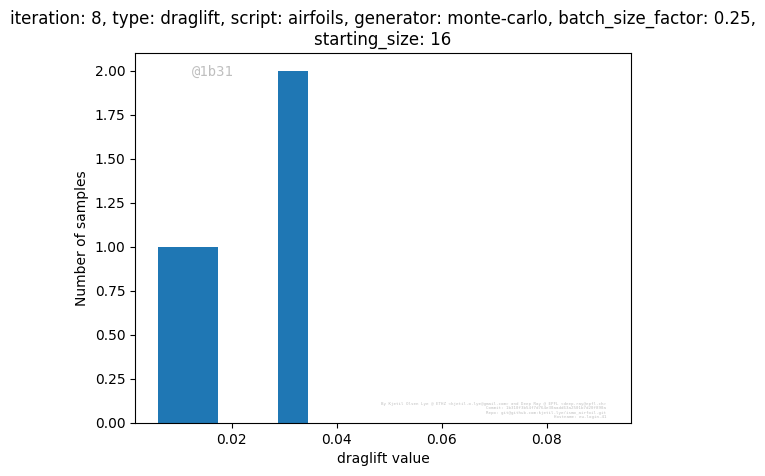 iteration: 8, type: draglift, script: airfoils, generator: monte-carlo, batch_size_factor: 0.25,
starting_size: 16
@1b31
2.00
1.75
1.50
1.25
1.00
0.75
0.50
0.25
0.00
Number of samples
0.02 0.04 0.06 0.08
draglift value